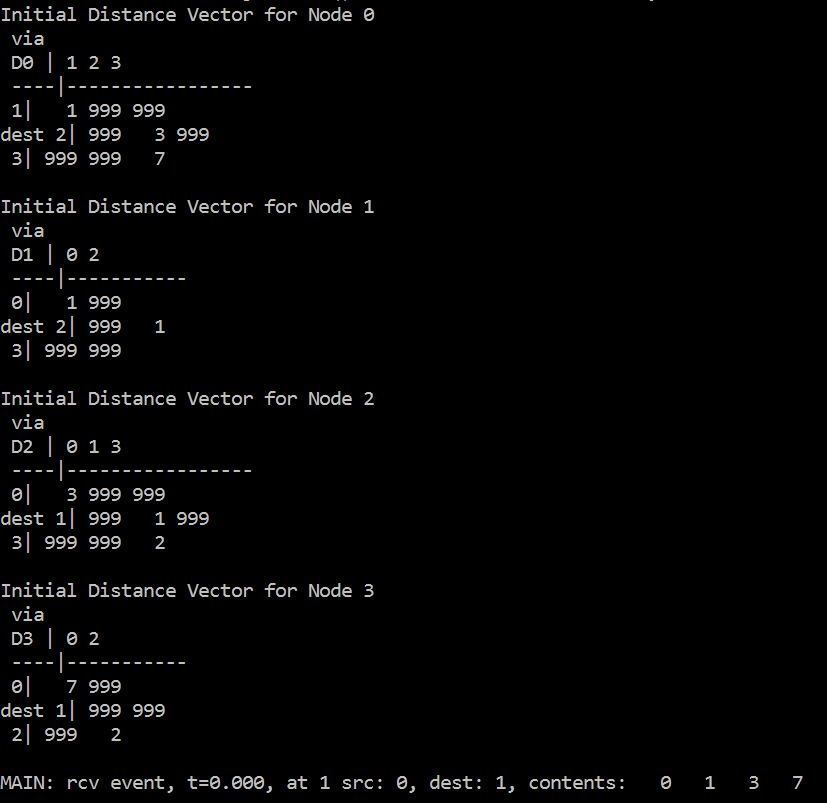 Initial Distance Vector for Node 0
 via
 D0 | 1 2 3
 ----|-----------------
 1|   1 999 999
dest 2| 999   3 999
 3| 999 999   7

Initial Distance Vector for Node 1
 via
 D1 | 0 2
 ----|-----------
 0|   1 999
dest 2| 999   1
 3| 999 999

Initial Distance Vector for Node 2
 via
 D2 | 0 1 3
 ----|-----------------
 0|   3 999 999
dest 1| 999   1 999
 3| 999 999   2

Initial Distance Vector for Node 3
 via
 D3 | 0 2
 ----|-----------
 0|   7 999
dest 1| 999 999
 2| 999   2

MAIN: rcv event, t=0.000, at 1 src: 0, dest: 1, contents:   0   1   3   7